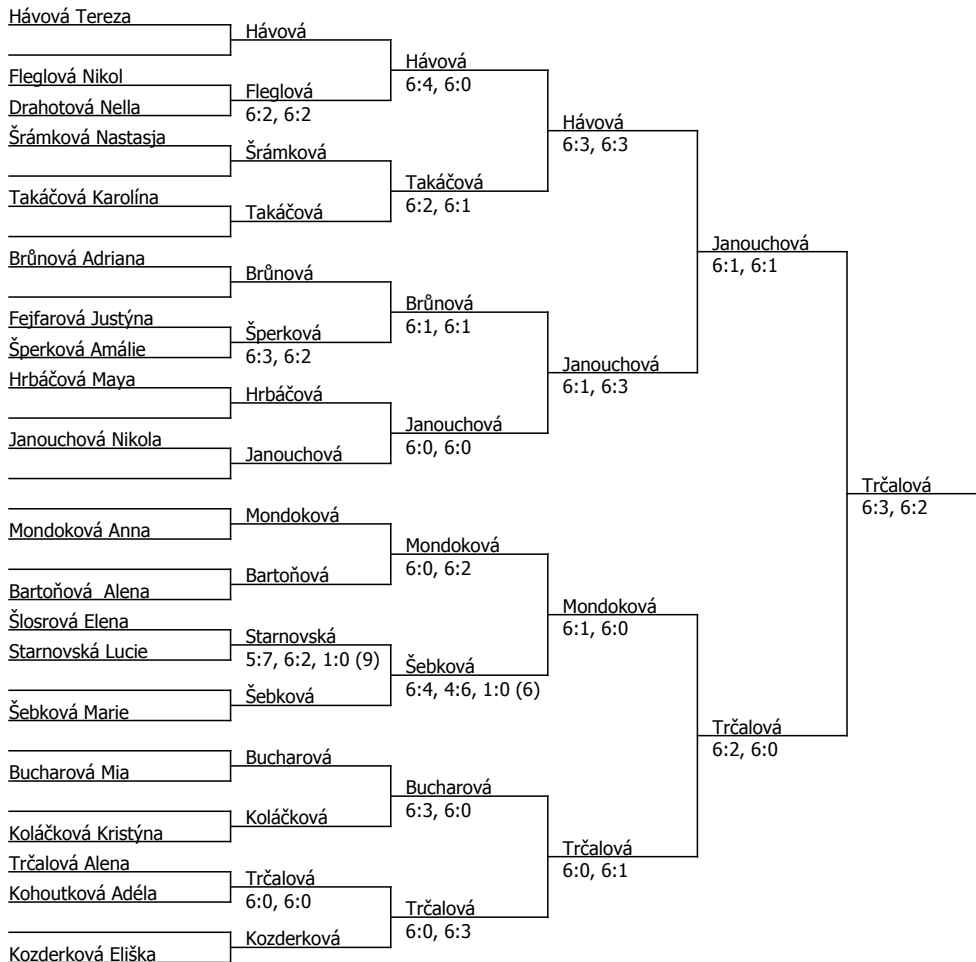 Hávová Tereza
Fleglová Nikol
Drahotová Nella
Šrámková Nastasja
Takáčová Karolína
Brůnová Adriana
Fejfarová Justýna
Šperková Amálie
Hrbáčová Maya
Janouchová Nikola
Mondoková Anna
Bartoňová  Alena
Šlosrová Elena
Starnovská Lucie
Šebková Marie
Bucharová Mia
Koláčková Kristýna
Trčalová Alena
Kohoutková Adéla
Kozderková Eliška
Hávová
Fleglová
6:2, 6:2
Šrámková
Takáčová
Brůnová
Šperková
6:3, 6:2
Hrbáčová
Janouchová
Mondoková
Bartoňová
Starnovská
5:7, 6:2, 1:0 (9)
Šebková
Bucharová
Koláčková
Trčalová
6:0, 6:0
Kozderková
Hávová
6:4, 6:0
Takáčová
6:2, 6:1
Brůnová
6:1, 6:1
Janouchová
6:0, 6:0
Mondoková
6:0, 6:2
Šebková
6:4, 4:6, 1:0 (6)
Bucharová
6:3, 6:0
Trčalová
6:0, 6:3
Hávová
6:3, 6:3
Janouchová
6:1, 6:3
Mondoková
6:1, 6:0
Trčalová
6:0, 6:1
Janouchová
6:1, 6:1
Trčalová
6:2, 6:0
Trčalová
6:3, 6:2